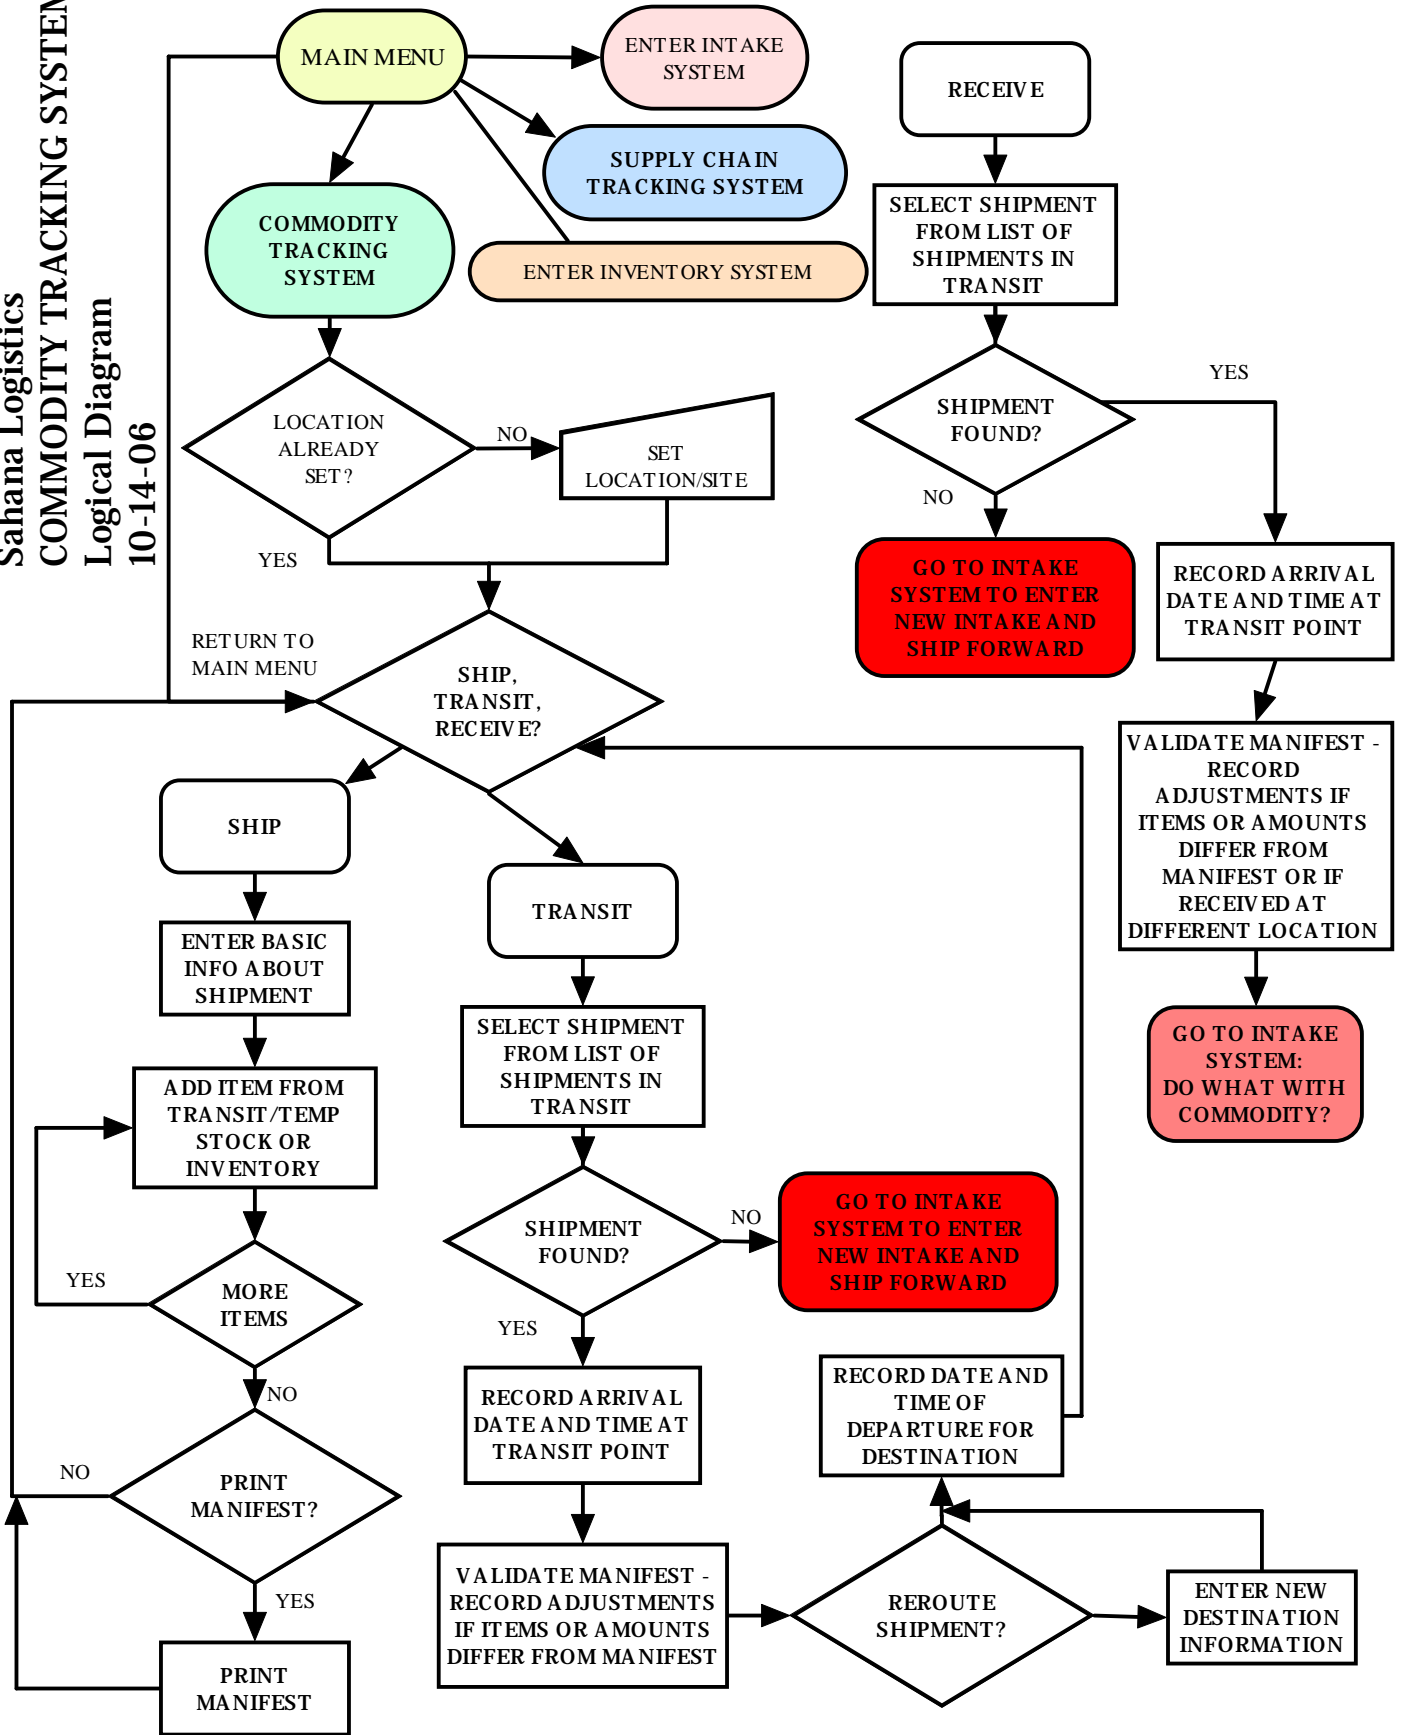 Sahana Logistics
COMMODITY TRACKING SYSTEM
Logical Diagram
10-14-06
MAIN MENU
ENTER INTAKE
SYSTEM
SUPPLY CHAIN
TRACKING SYSTEM
COMMODITY
TRACKING
SYSTEM
ENTER INVENTORY SYSTEM
LOCATION
ALREADY
SET?
NO
SET
LOCATION/SITE
YES
RETURN TO
MAIN MENU
SHIP,
TRANSIT,
RECEIVE?
SHIP
ENTER BASIC
INFO ABOUT
SHIPMENT
ADD ITEM FROM
TRANSIT/TEMP
STOCK OR
INVENTORY
YES
MORE
ITEMS
NO
NO
PRINT
MANIFEST?
YES
PRINT
MANIFEST
TRANSIT
SELECT SHIPMENT
FROM LIST OF
SHIPMENTS IN
TRANSIT
SHIPMENT
FOUND?
NO
GO TO INTAKE
SYSTEM TO ENTER
NEW INTAKE AND
SHIP FORWARD
YES
RECORD ARRIVAL
DATE AND TIME AT
TRANSIT POINT
VALIDATE MANIFEST -
RECORD ADJUSTMENTS
IF ITEMS OR AMOUNTS
DIFFER FROM MANIFEST
REROUTE
SHIPMENT?
ENTER NEW
DESTINATION
INFORMATION
RECORD DATE AND
TIME OF
DEPARTURE FOR
DESTINATION
RECEIVE
SELECT SHIPMENT
FROM LIST OF
SHIPMENTS IN
TRANSIT
SHIPMENT
FOUND?
YES
NO
GO TO INTAKE
SYSTEM TO ENTER
NEW INTAKE AND
SHIP FORWARD
RECORD ARRIVAL
DATE AND TIME AT
TRANSIT POINT
VALIDATE MANIFEST -
RECORD
ADJUSTMENTS IF
ITEMS OR AMOUNTS
DIFFER FROM
MANIFEST OR IF
RECEIVED AT
DIFFERENT LOCATION
GO TO INTAKE
SYSTEM:
DO WHAT WITH
COMMODITY?